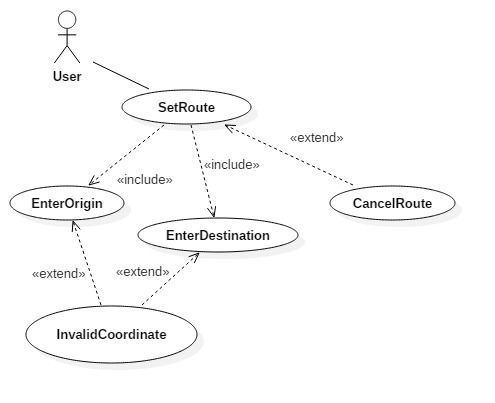 User
SetRoute
«extend»
«include»
«include»
EnterOrigin
CancelRoute
EnterDestination
«extend»
«extend»
InvalidCoordinate